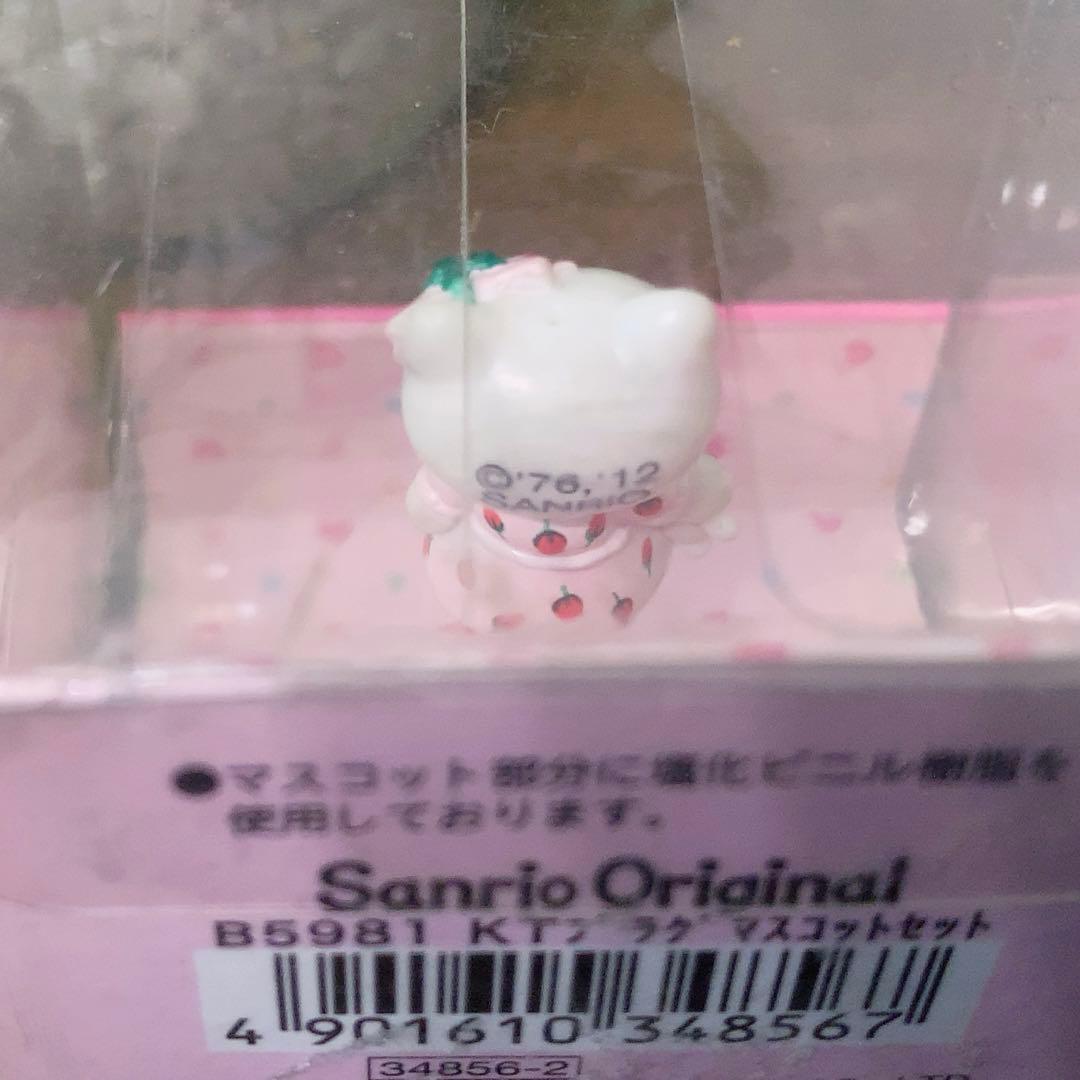 ©'76,'12
SANRIO
●マスコット部分に塩化ビニル樹脂を
使用しております。
Sanrio Original
B5981 KTプラグマスコットセット
4 901610 348567
34856-2
LTD